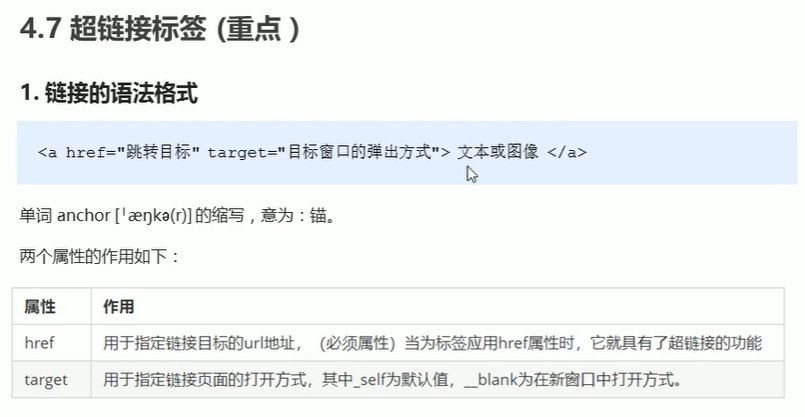 4.7 超链接标签 (重点 )
1. 链接的语法格式
<a href="跳转目标" target="目标窗口的弹出方式"> 文本或图像 </a>
单词 anchor [ˈæŋkə(r)] 的缩写，意为：锚。
两个属性的作用如下：
属性 作用
href 用于指定链接目标的url地址，（必须属性）当为标签应用href属性时，它就具有了超链接的功能
target 用于指定链接页面的打开方式，其中_self为默认值，__blank为在新窗口中打开方式。